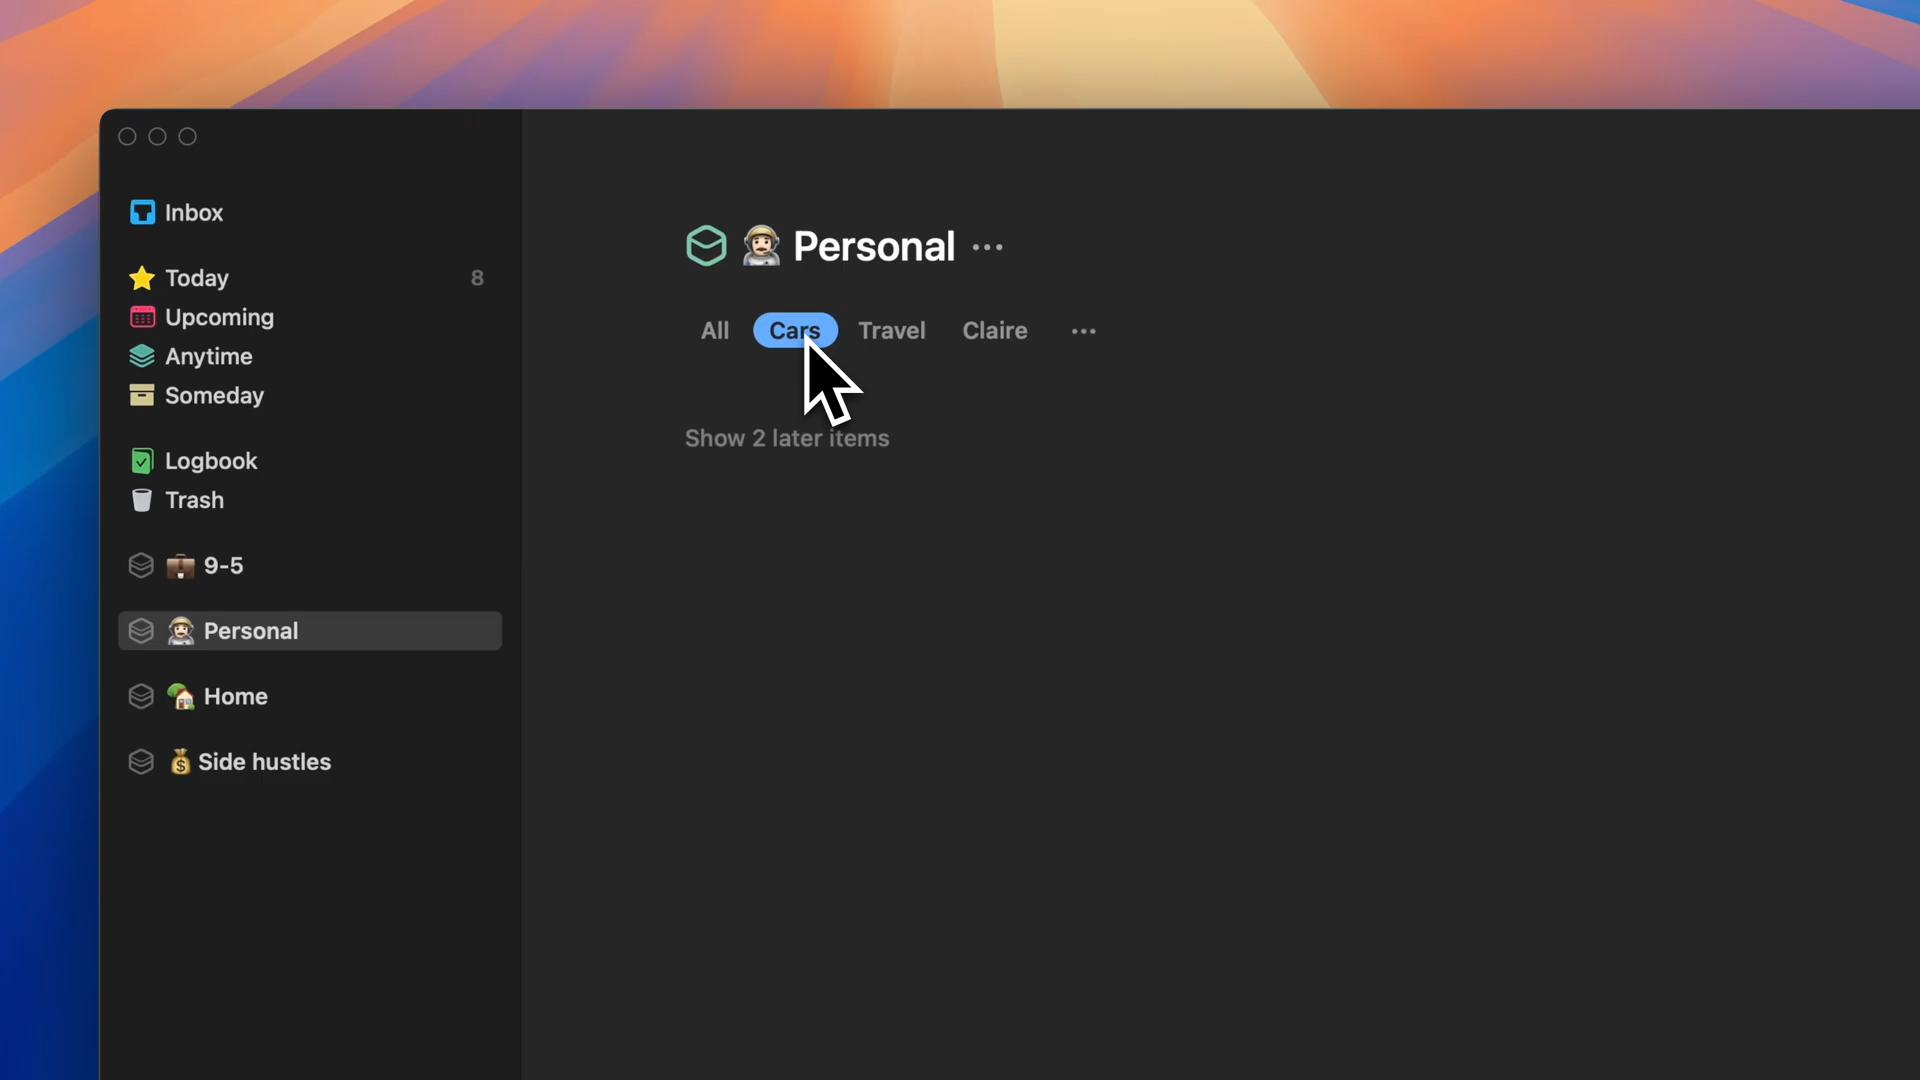 Inbox
Today 8
Upcoming
Anytime
Someday
Logbook
Trash
9-5
Personal
Home
Side hustles
Personal
All Cars Travel Claire
Show 2 later items